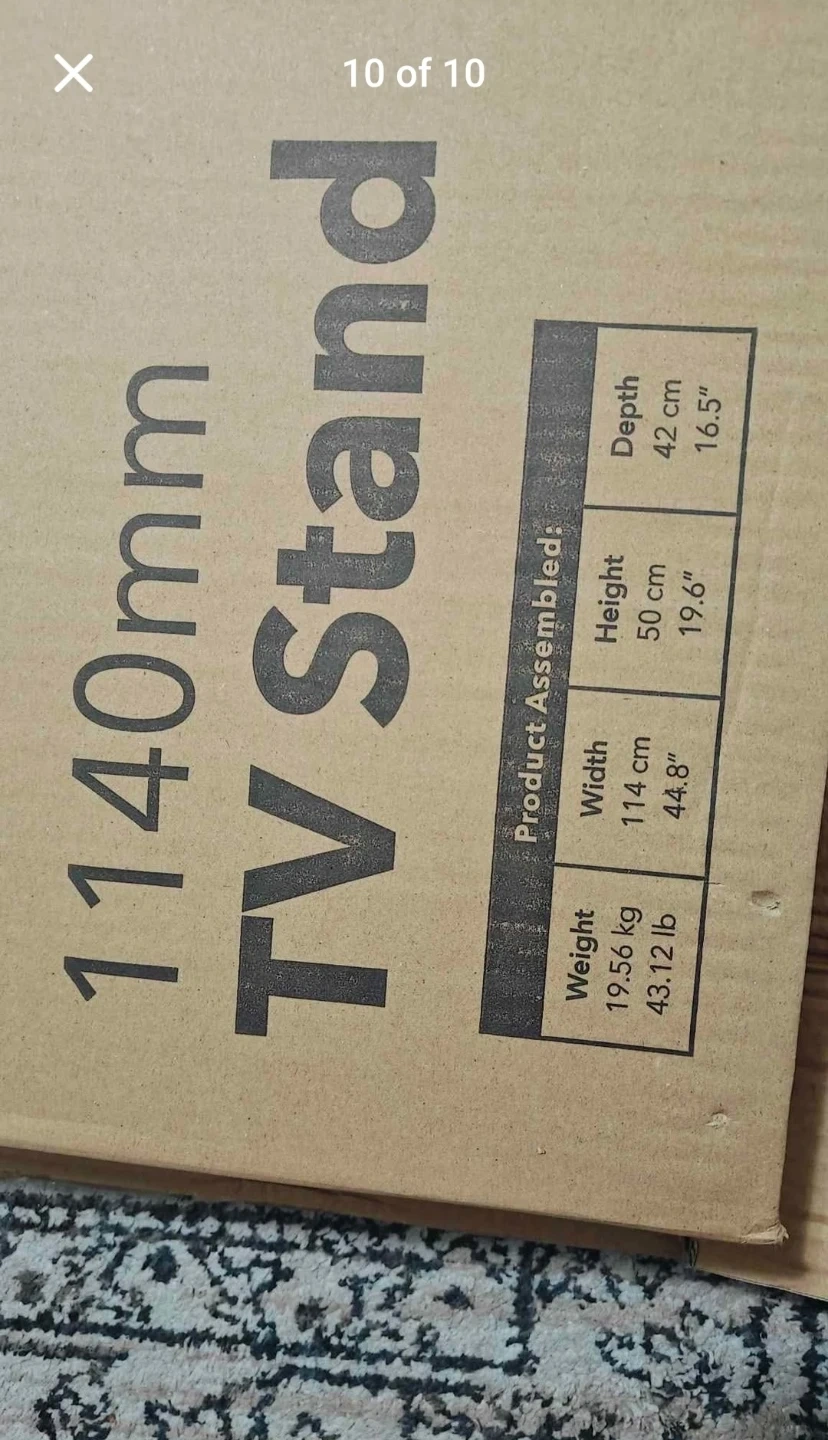 10 of 10
1140mm
TV Stand
Product Assembled:
Weight Width Height Depth
19.56 kg 114 cm 50 cm 42 cm
43.12 lb 44.8" 19.6" 16.5"